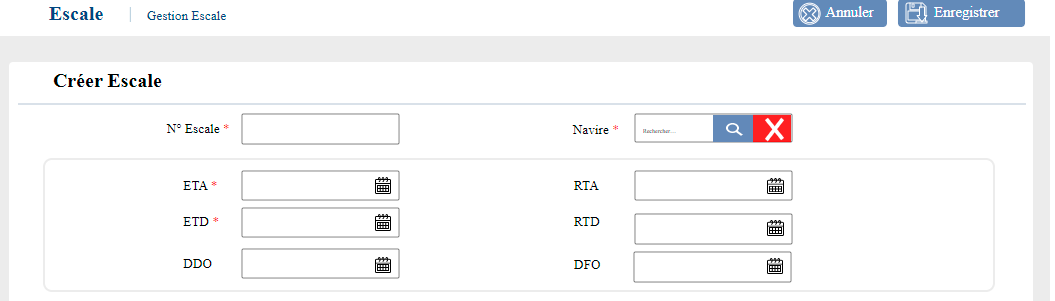 Escale | Gestion Escale Annuler Enregistrer
Créer Escale
N° Escale * Navire * Rechercher...
ETA * RTA
ETD * RTD
DDO DFO